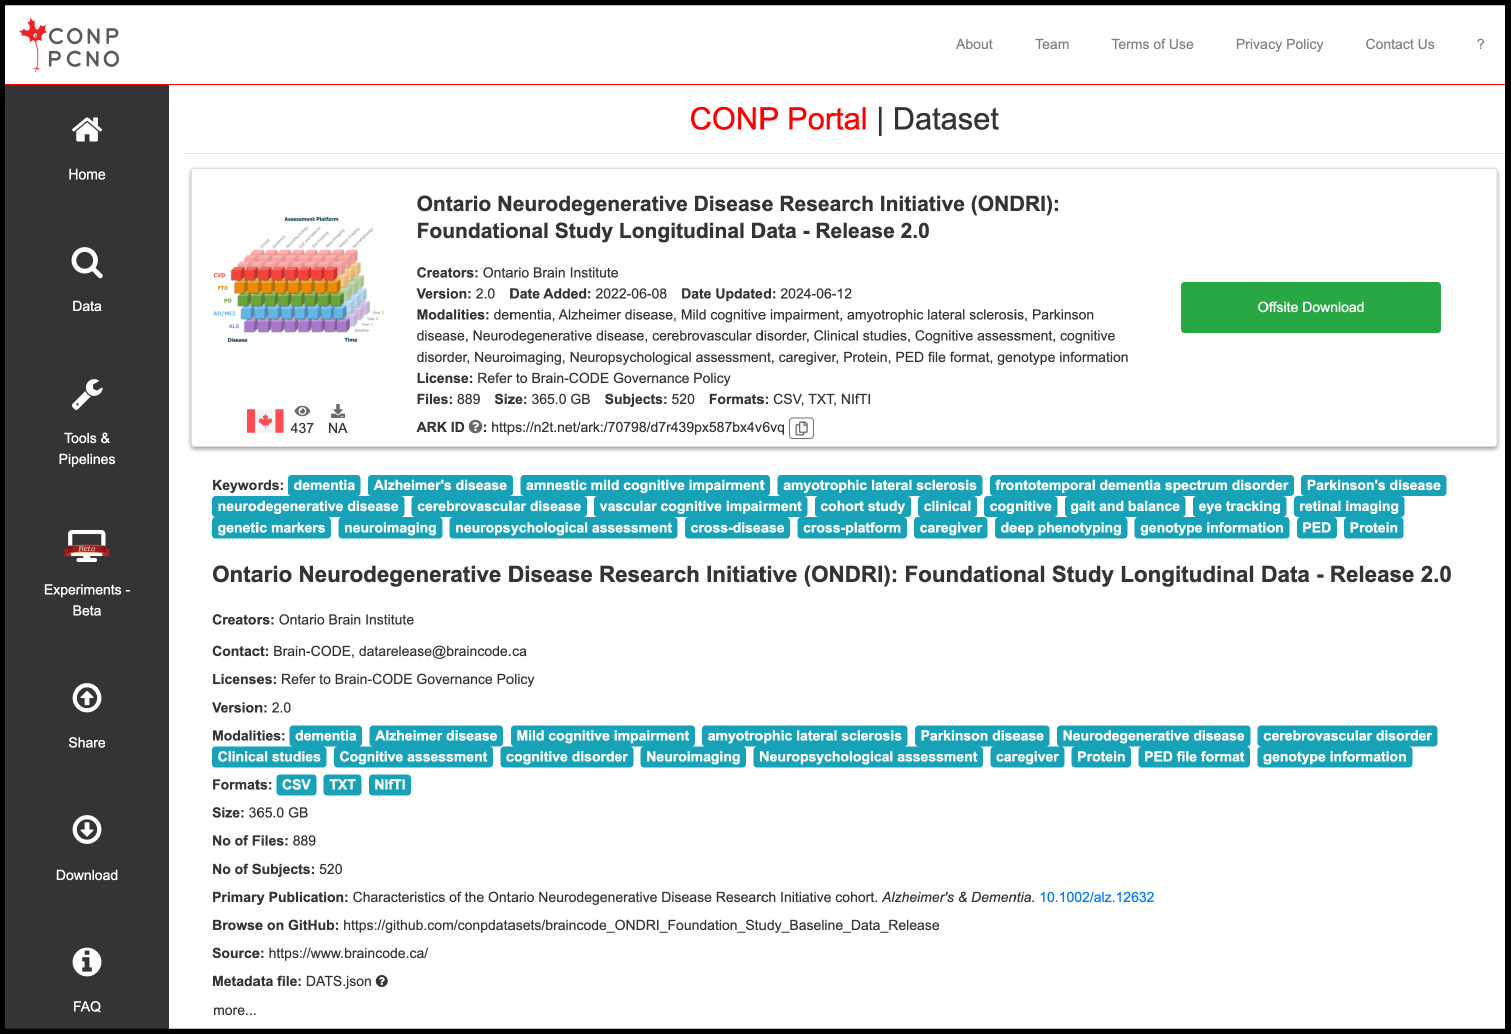 CONP
PCNO
About Team Terms of Use Privacy Policy Contact Us ?
Home
Data
Tools &
Pipelines
Beta
Experiments -
Beta
Share
Download
FAQ
CONP Portal | Dataset
Assessment Platform
CVD
FTD
PD
AD/MCI
ALS
Disease
Time
437
NA
Ontario Neurodegenerative Disease Research Initiative (ONDRI):
Foundational Study Longitudinal Data - Release 2.0
Creators: Ontario Brain Institute
Version: 2.0 Date Added: 2022-06-08 Date Updated: 2024-06-12
Modalities: dementia, Alzheimer disease, Mild cognitive impairment, amyotrophic lateral sclerosis, Parkinson
disease, Neurodegenerative disease, cerebrovascular disorder, Clinical studies, Cognitive assessment, cognitive
disorder, Neuroimaging, Neuropsychological assessment, caregiver, Protein, PED file format, genotype information
License: Refer to Brain-CODE Governance Policy
Files: 889 Size: 365.0 GB Subjects: 520 Formats: CSV, TXT, NIfTI
ARK ID ?: https://n2t.net/ark:/70798/d7r439px587bx4v6vq
Offsite Download
Keywords: dementia Alzheimer's disease amnestic mild cognitive impairment amyotrophic lateral sclerosis frontotemporal dementia spectrum disorder Parkinson's disease
neurodegenerative disease cerebrovascular disease vascular cognitive impairment cohort study clinical cognitive gait and balance eye tracking retinal imaging
genetic markers neuroimaging neuropsychological assessment cross-disease cross-platform caregiver deep phenotyping genotype information PED Protein
Ontario Neurodegenerative Disease Research Initiative (ONDRI): Foundational Study Longitudinal Data - Release 2.0
Creators: Ontario Brain Institute
Contact: Brain-CODE, datarelease@braincode.ca
Licenses: Refer to Brain-CODE Governance Policy
Version: 2.0
Modalities: dementia Alzheimer disease Mild cognitive impairment amyotrophic lateral sclerosis Parkinson disease Neurodegenerative disease cerebrovascular disorder
Clinical studies Cognitive assessment cognitive disorder Neuroimaging Neuropsychological assessment caregiver Protein PED file format genotype information
Formats: CSV TXT NIfTI
Size: 365.0 GB
No of Files: 889
No of Subjects: 520
Primary Publication: Characteristics of the Ontario Neurodegenerative Disease Research Initiative cohort. Alzheimer's & Dementia. 10.1002/alz.12632
Browse on GitHub: https://github.com/conpdatasets/braincode_ONDRI_Foundation_Study_Baseline_Data_Release
Source: https://www.braincode.ca/
Metadata file: DATS.json ?
more...